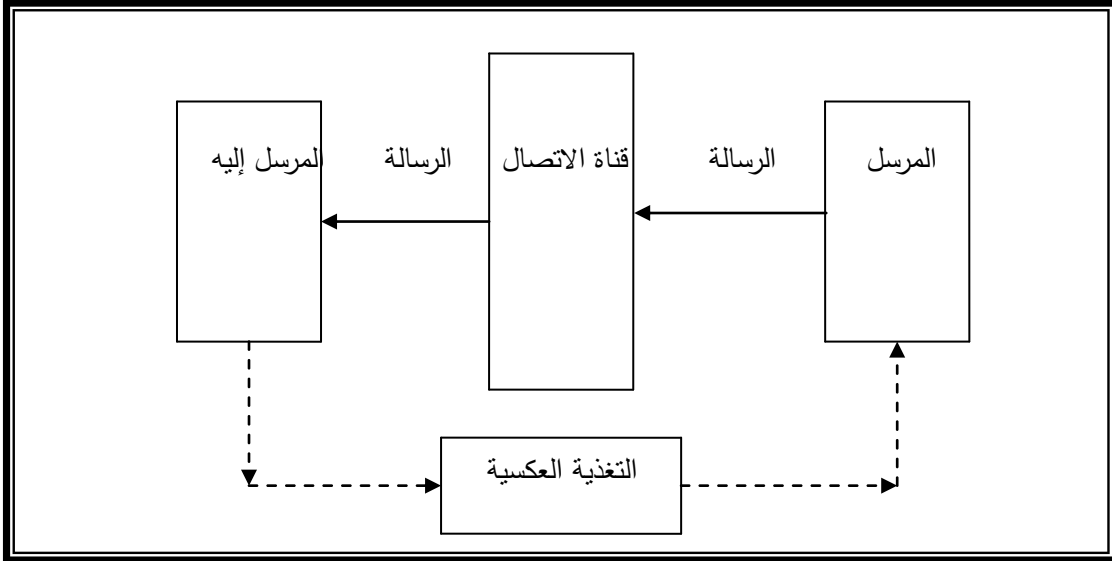 المرسل
الرسالة
قناة الاتصال
الرسالة
المرسل إليه
التغذية العكسية